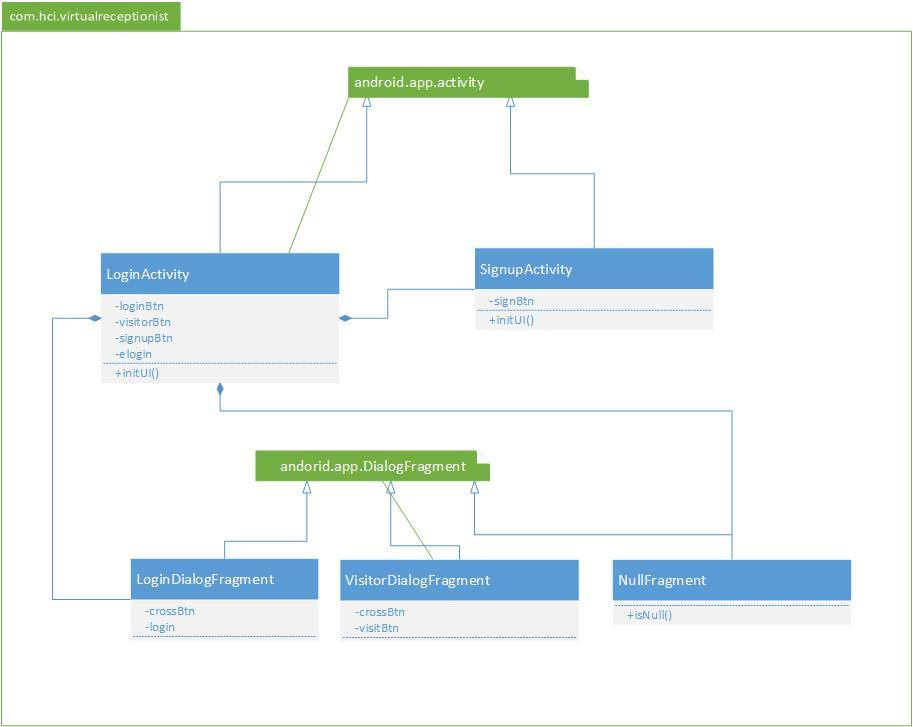 com.hci.virtualreceptionist
android.app.activity
LoginActivity
-loginBtn
-visitorBtn
-signupBtn
-elogin
+initUI()
SignupActivity
-signBtn
+initUI()
andorid.app.DialogFragment
LoginDialogFragment
-crossBtn
-login
VisitorDialogFragment
-crossBtn
-visitBtn
NullFragment
+isNull()